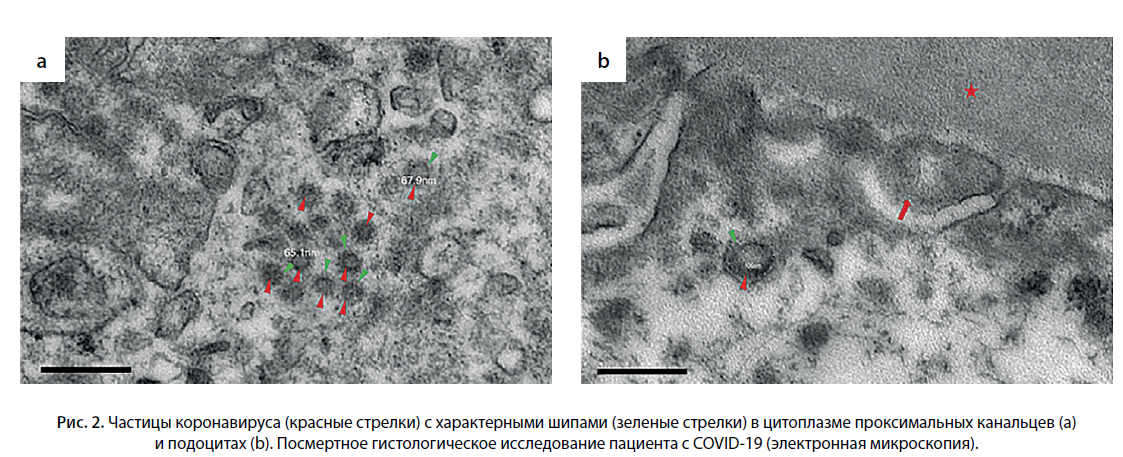 a
b
67.9nm
65.1nm
Рис. 2. Частицы коронавируса (красные стрелки) с характерными шипами (зеленые стрелки) в цитоплазме проксимальных канальцев (a)
и подоцитах (b). Посмертное гистологическое исследование пациента с COVID-19 (электронная микроскопия).